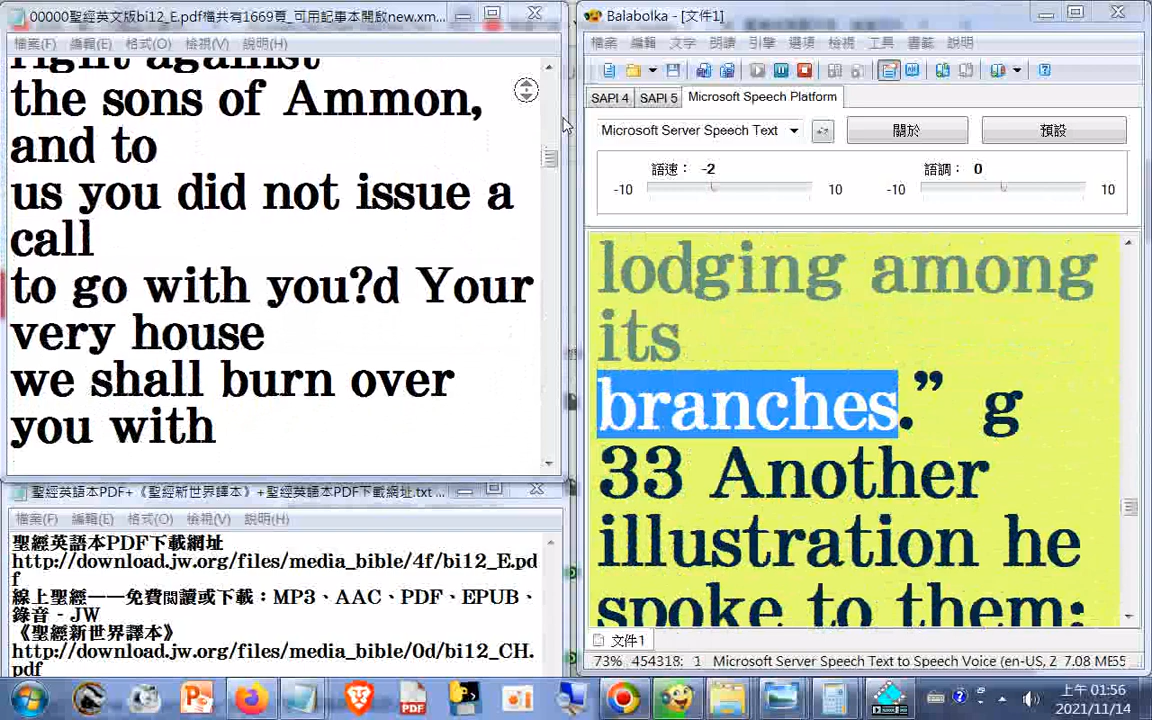 00000聖經英文版bi12_E.pdf檔共有1669頁_可用記事本開啟new.xm...
檔案(F) 編輯(E) 格式(O) 檢視(V) 說明(H)
right against
the sons of Ammon,
and to
us you did not issue a
call
to go with you?d Your
very house
we shall burn over
you with
聖經英語本PDF+《聖經新世界譯本》+聖經英語本PDF下載網址.txt ...
檔案(F) 編輯(E) 格式(O) 檢視(V) 說明(H)
聖經英語本PDF下載網址
http://download.jw.org/files/media_bible/4f/bi12_E.pd
f
線上聖經——免費閱讀或下載：MP3、AAC、PDF、EPUB、
錄音 - JW
《聖經新世界譯本》
http://download.jw.org/files/media_bible/0d/bi12_CH.
pdf
Balabolka - [文件1]
檔案 編輯 文字 朗讀 引擎 選項 檢視 工具 書籤 說明
SAPI 4 SAPI 5 Microsoft Speech Platform
Microsoft Server Speech Text 關於 預設
語速： -2 語調： 0
-10 10 -10 10
lodging among
its
branches.” g
33 Another
illustration he
spoke to them:
文件1
73% 454318: 1 Microsoft Server Speech Text to Speech Voice (en-US, Z 7.08 ME55
PDF
上午 01:56
2021/11/14